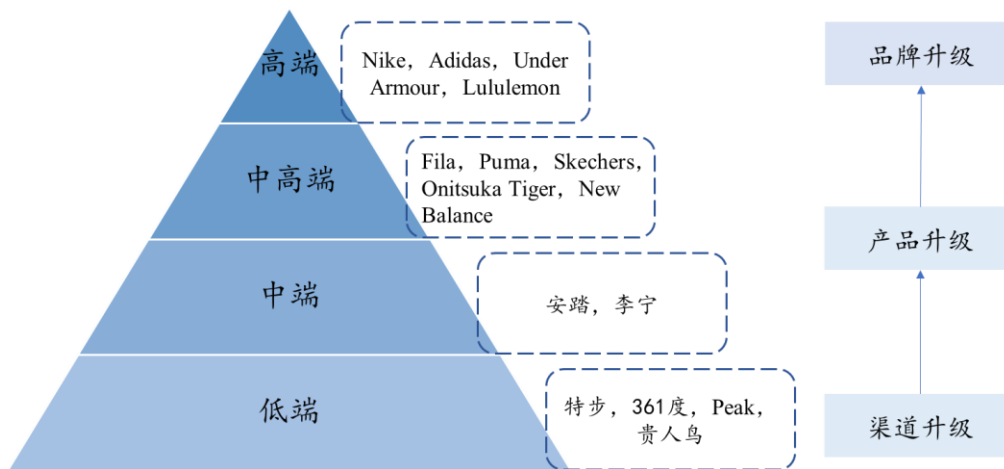 高端
Nike，Adidas，Under
Armour，Lululemon
品牌升级
中高端
Fila，Puma，Skechers，
Onitsuka Tiger，New
Balance
产品升级
中端
安踏，李宁
低端
特步，361度，Peak，
贵人鸟
渠道升级